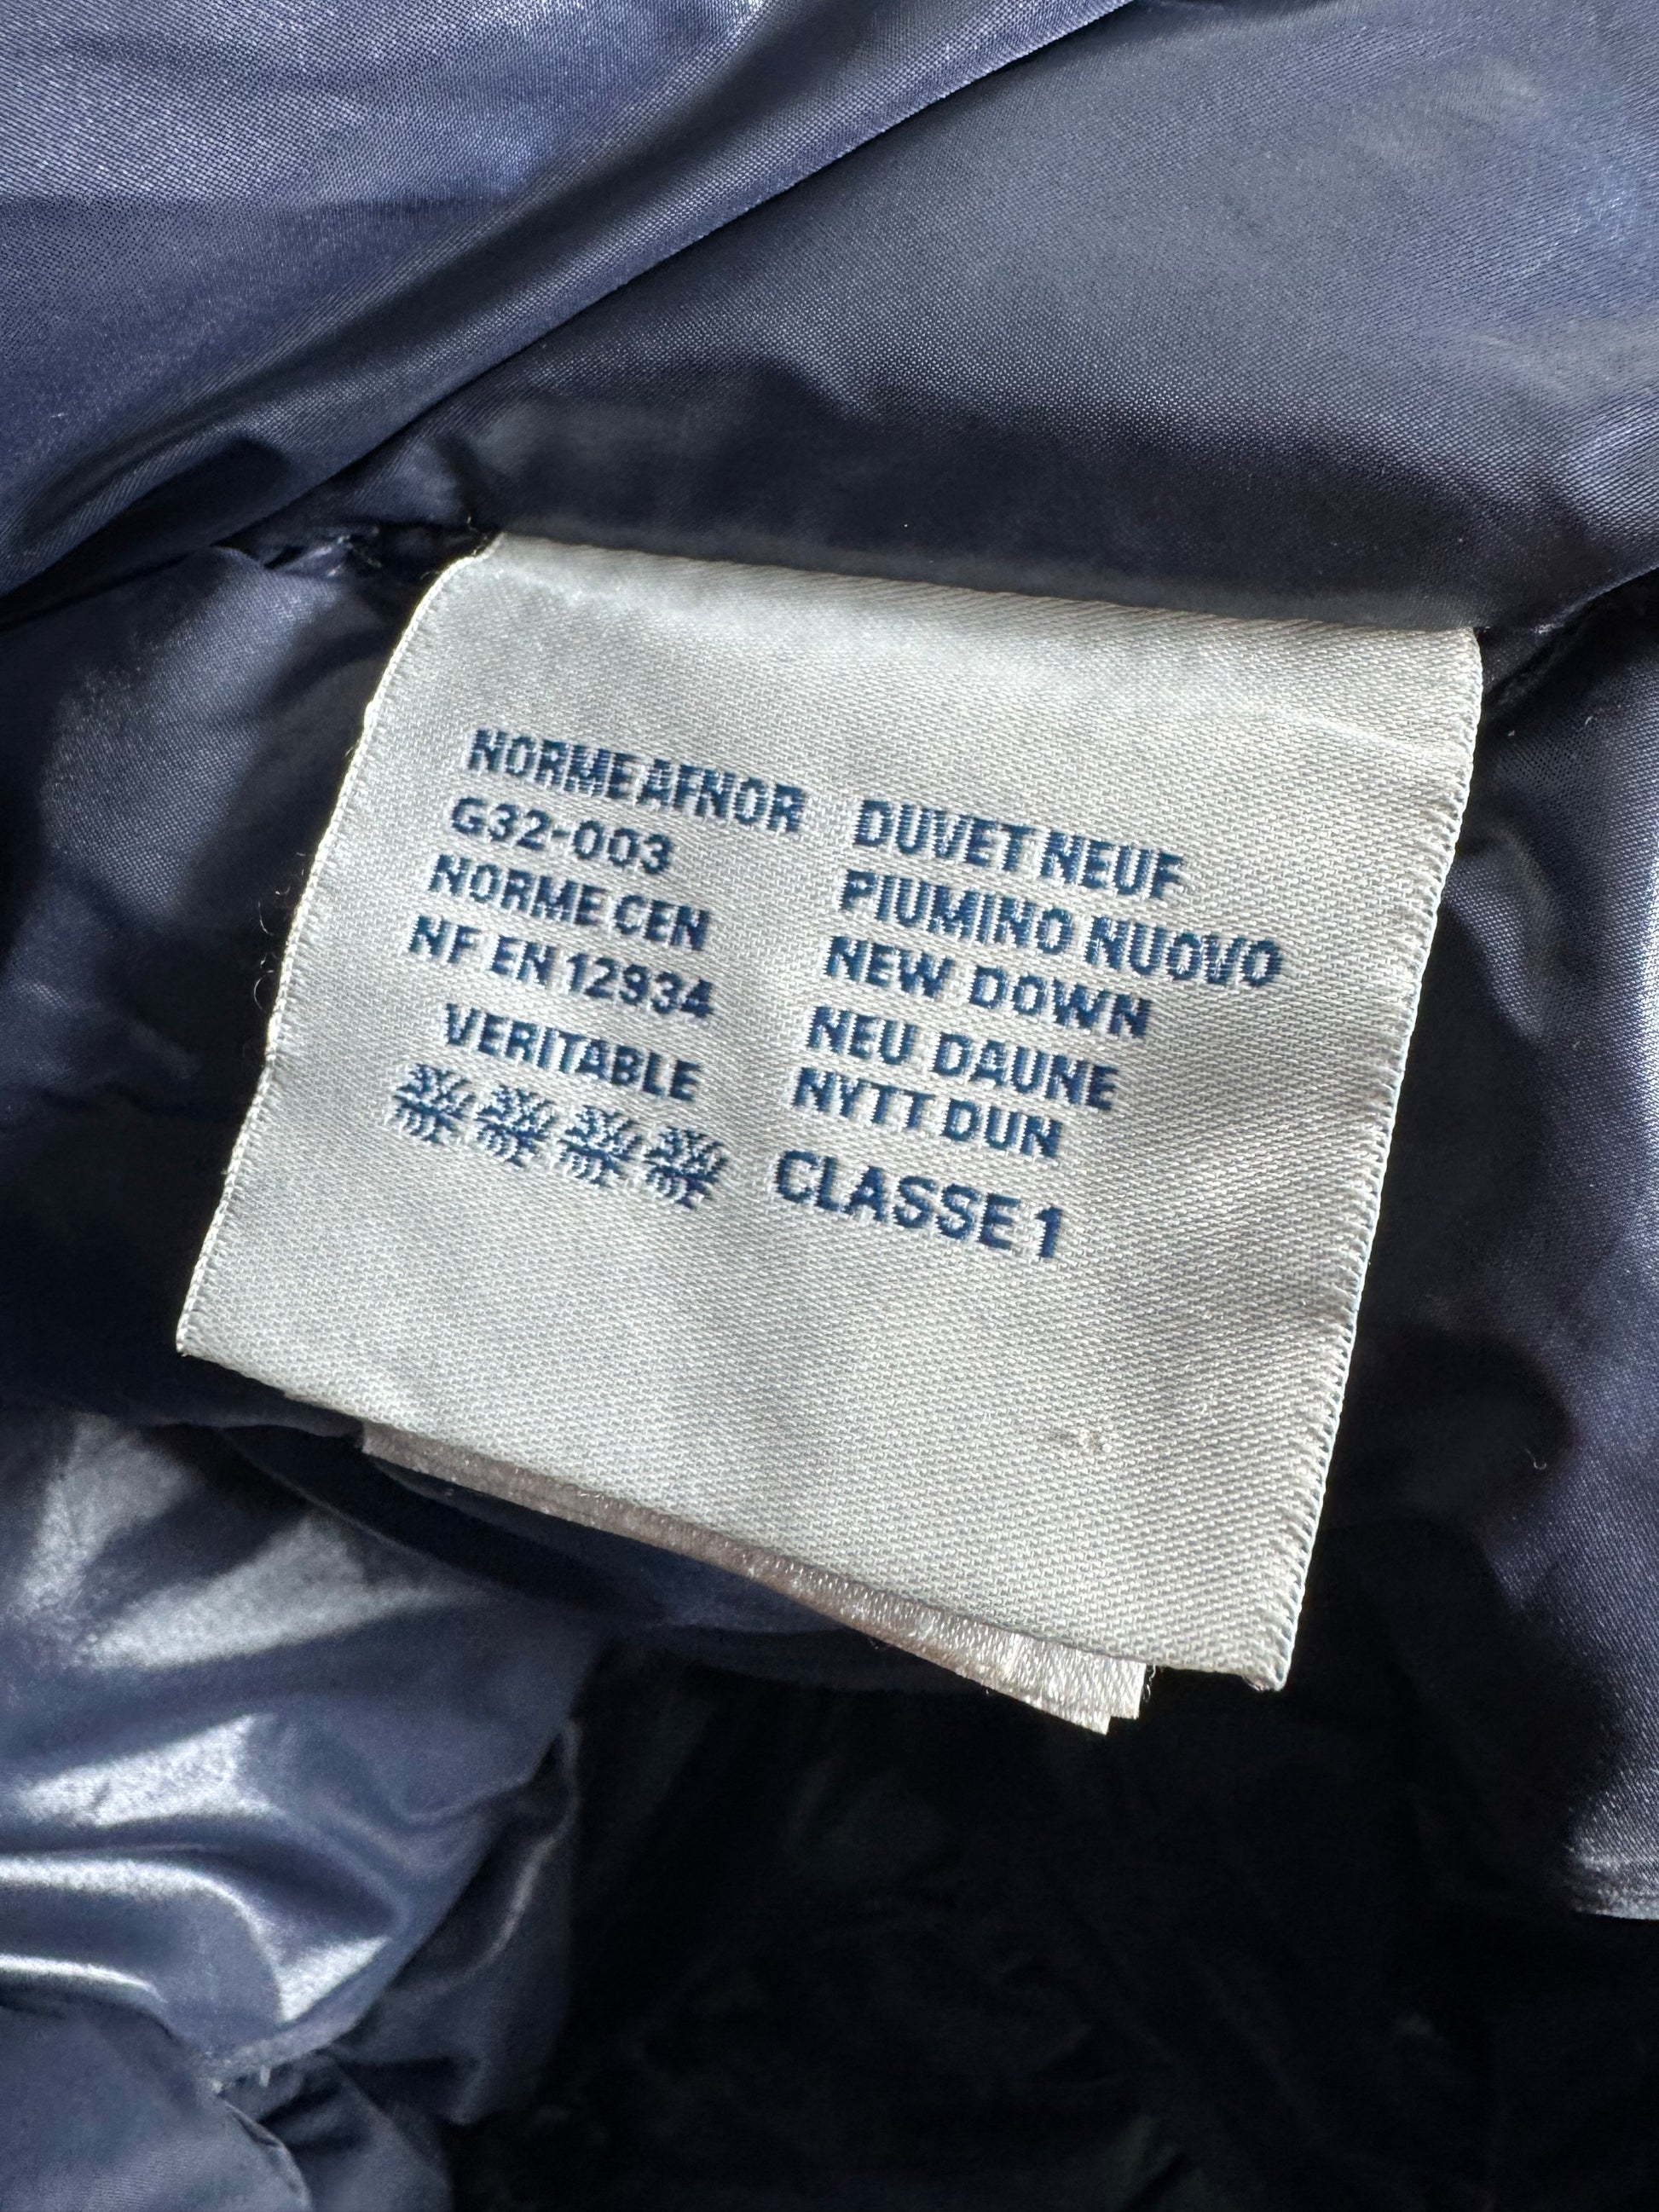 NORME AFNOR
G32-003
NORME CEN
NF EN 12934
VERITABLE
DUVET NEUF
PIUMINO NUOVO
NEW DOWN
NEU DAUNE
NYTT DUN
CLASSE 1